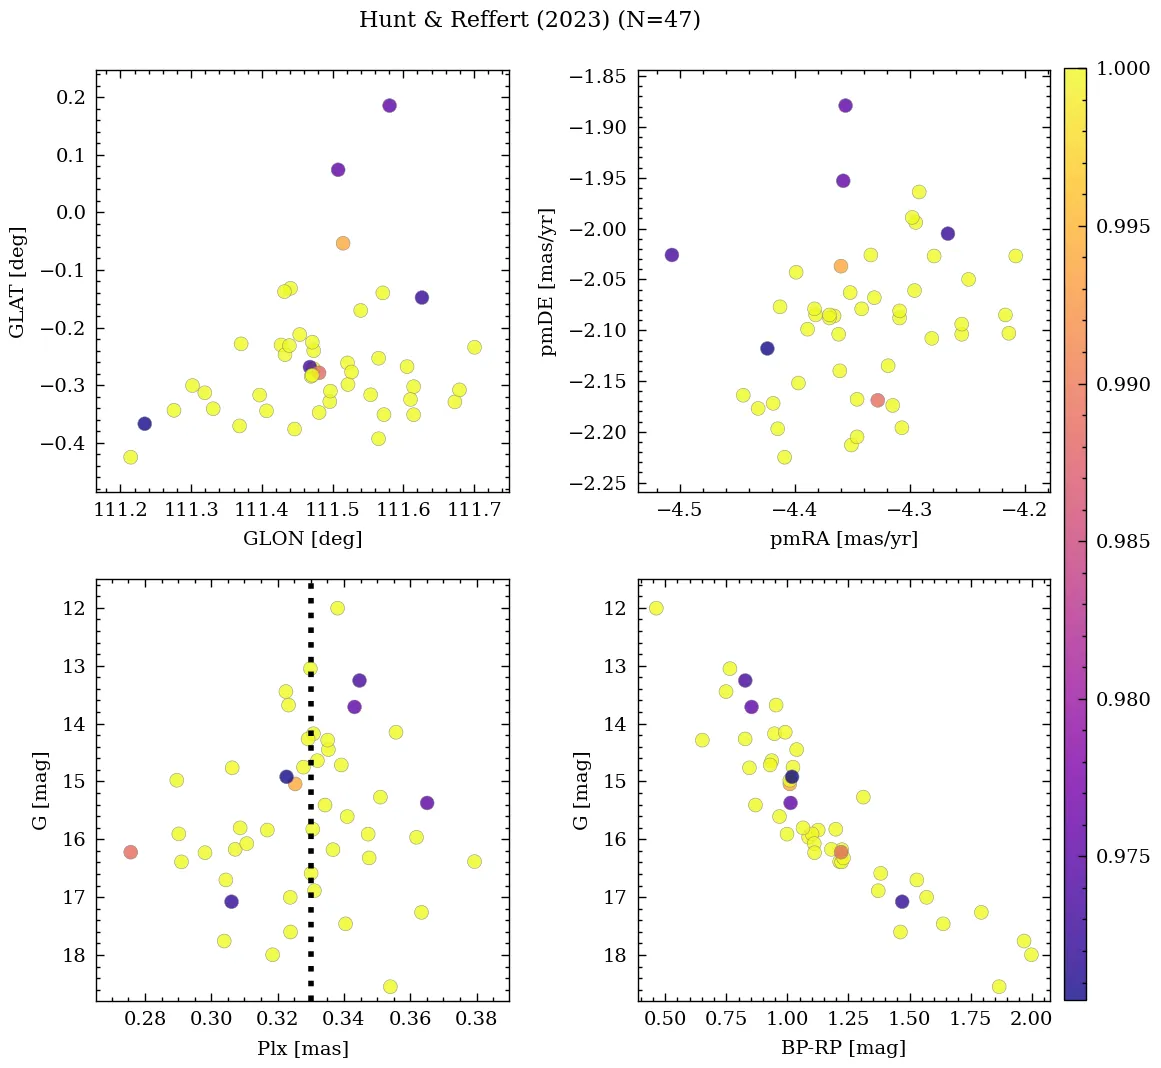 Hunt & Reffert (2023) (N=47)
0.2
0.1
0.0
−0.1
−0.2
−0.3
−0.4
GLAT [deg]
111.2 111.3 111.4 111.5 111.6 111.7
GLON [deg]
−1.85
−1.90
−1.95
−2.00
−2.05
−2.10
−2.15
−2.20
−2.25
pmDE [mas/yr]
−4.5 −4.4 −4.3 −4.2
pmRA [mas/yr]
12
13
14
15
16
17
18
G [mag]
0.28 0.30 0.32 0.34 0.36 0.38
Plx [mas]
12
13
14
15
16
17
18
G [mag]
0.50 0.75 1.00 1.25 1.50 1.75 2.00
BP-RP [mag]
1.000
0.995
0.990
0.985
0.980
0.975